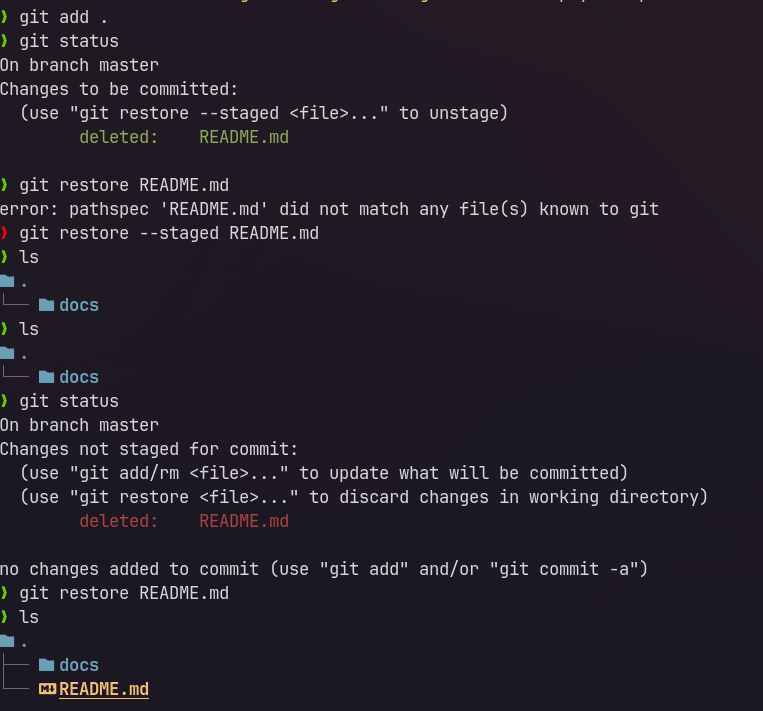 ❯ git add .
❯ git status
On branch master
Changes to be committed:
  (use "git restore --staged <file>..." to unstage)
        deleted:    README.md

❯ git restore README.md
error: pathspec 'README.md' did not match any file(s) known to git
❯ git restore --staged README.md
❯ ls
.
└── docs
❯ ls
.
└── docs
❯ git status
On branch master
Changes not staged for commit:
  (use "git add/rm <file>..." to update what will be committed)
  (use "git restore <file>..." to discard changes in working directory)
        deleted:    README.md

no changes added to commit (use "git add" and/or "git commit -a")
❯ git restore README.md
❯ ls
.
├── docs
└── README.md